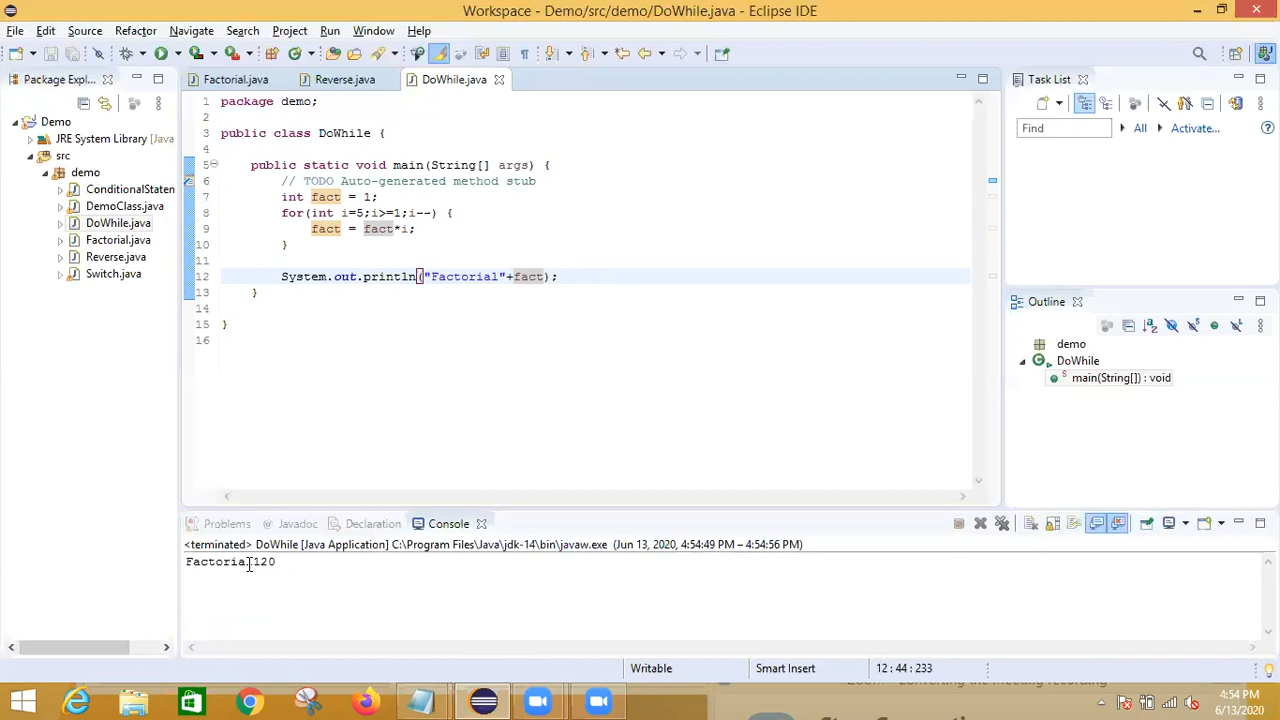 Workspace - Demo/src/demo/DoWhile.java - Eclipse IDE
File Edit Source Refactor Navigate Search Project Run Window Help
Package Expl...
Factorial.java
Reverse.java
DoWhile.java
Task List
Find
All
Activate...
Demo
JRE System Library [Java
src
demo
ConditionalStaten
DemoClass.java
DoWhile.java
Factorial.java
Reverse.java
Switch.java
1 package demo;
2
3 public class DoWhile {
4
5 public static void main(String[] args) {
6 // TODO Auto-generated method stub
7 int fact = 1;
8 for(int i=5;i>=1;i--) {
9 fact = fact*i;
10 }
11
12 System.out.println("Factorial"+fact);
13 }
14
15 }
16
Outline
demo
DoWhile
main(String[]) : void
Problems
Javadoc
Declaration
Console
<terminated> DoWhile [Java Application] C:\Program Files\Java\jdk-14\bin\javaw.exe (Jun 13, 2020, 4:54:49 PM – 4:54:56 PM)
Factorial120
Writable
Smart Insert
12 : 44 : 233
4:54 PM
6/13/2020